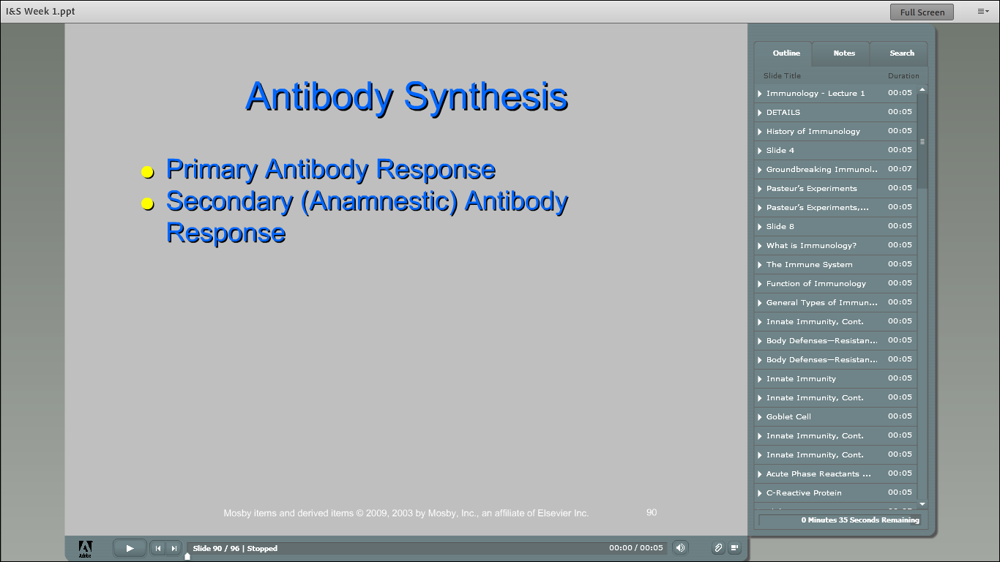 I&S Week 1.ppt
Full Screen
Antibody Synthesis
Primary Antibody Response
Secondary (Anamnestic) Antibody
Response
Mosby items and derived items © 2009, 2003 by Mosby, Inc., an affiliate of Elsevier Inc.
90
Outline Notes Search
Slide Title Duration
Immunology - Lecture 1 00:05
DETAILS 00:05
History of Immunology 00:05
Slide 4 00:05
Groundbreaking Immunol.. 00:07
Pasteur’s Experiments 00:05
Pasteur’s Experiments,... 00:05
Slide 8 00:05
What is Immunology? 00:05
The Immune System 00:05
Function of Immunology 00:05
General Types of Immun... 00:05
Innate Immunity, Cont. 00:05
Body Defenses—Resistan... 00:05
Body Defenses—Resistan... 00:05
Innate Immunity 00:05
Innate Immunity, Cont. 00:05
Goblet Cell 00:05
Innate Immunity, Cont. 00:05
Innate Immunity, Cont. 00:05
Acute Phase Reactants ... 00:05
C-Reactive Protein 00:05
0 Minutes 35 Seconds Remaining
Adobe
Slide 90 / 96 | Stopped
00:00 / 00:05